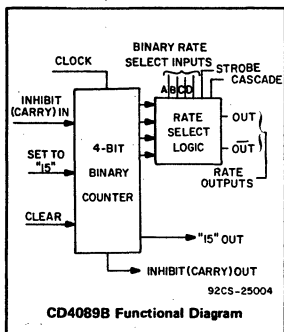 BINARY RATE
SELECT INPUTS
CLOCK
STROBE
CASCADE
A B C D
INHIBIT
(CARRY) IN
RATE
SELECT
LOGIC
OUT
OUT
RATE
OUTPUTS
SET TO
"15"
4-BIT
BINARY
COUNTER
CLEAR
"15" OUT
INHIBIT (CARRY) OUT
92CS-25004
CD4089B Functional Diagram